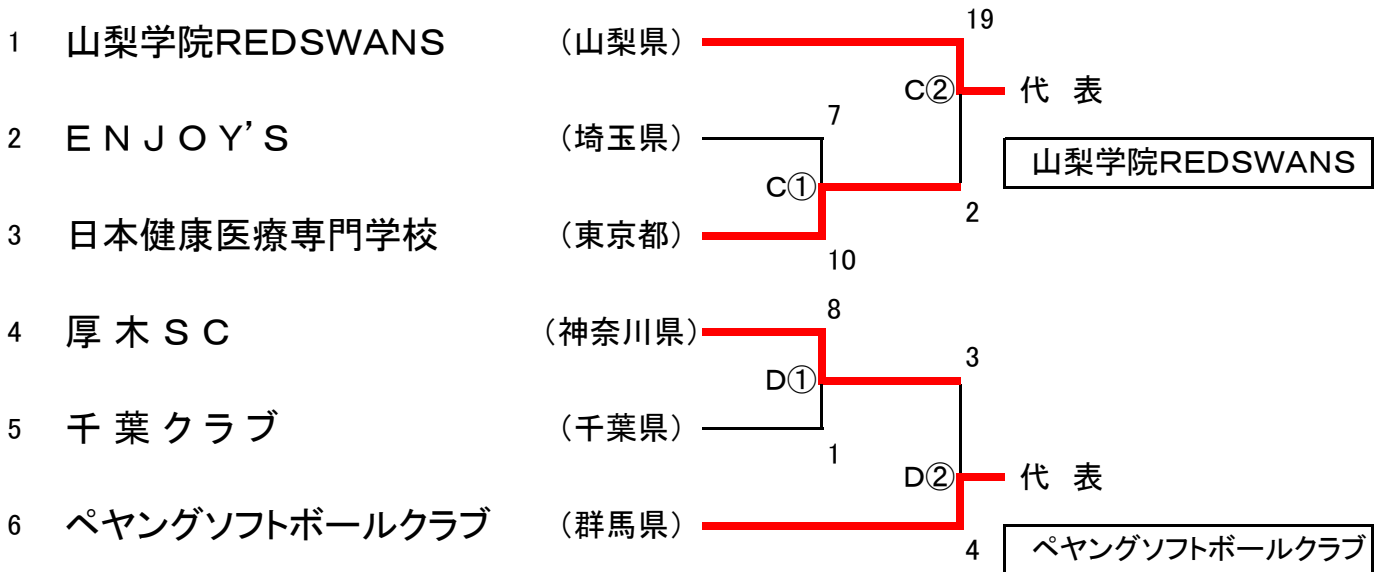 19
1 山梨学院REDSWANS （山梨県）
C② 代 表
7
2 ＥＮＪＯＹ’Ｓ （埼玉県）
山梨学院REDSWANS
C①
2
3 日本健康医療専門学校 （東京都）
10
8
4 厚 木 Ｓ Ｃ （神奈川県）
3
D①
5 千 葉 ク ラ ブ （千葉県）
1
D② 代 表
6 ペヤングソフトボールクラブ （群馬県）
4 ペヤングソフトボールクラブ